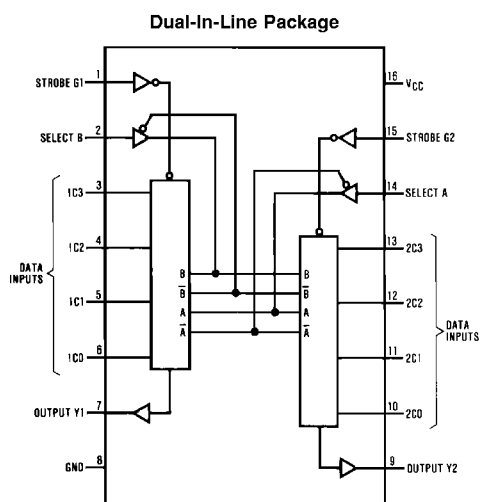 Dual-In-Line Package
STROBE G1 1
16 VCC
SELECT B 2
15 STROBE G2
1C3 3
14 SELECT A
DATA INPUTS
1C2 4
13 2C3
B B
B̅ B̅
12 2C2
1C1 5
A A
A̅ A̅
DATA INPUTS
1C0 6
11 2C1
OUTPUT Y1 7
10 2C0
GND 8
9 OUTPUT Y2